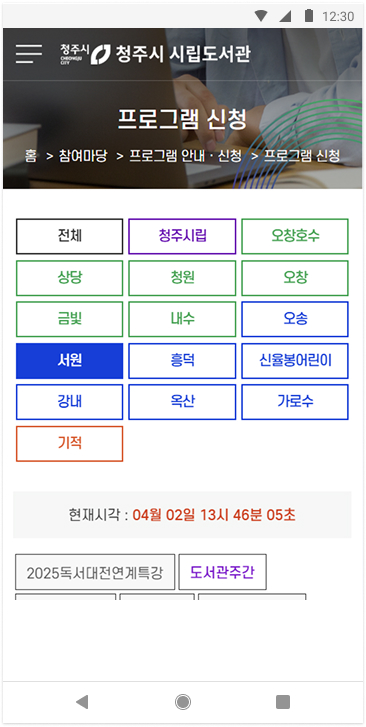 12:30
청주시 CHEONGJU CITY 청주시 시립도서관
프로그램 신청
홈 > 참여마당 > 프로그램 안내 · 신청 > 프로그램 신청
전체 청주시립 오창호수
상당 청원 오창
금빛 내수 오송
서원 흥덕 신율봉어린이
강내 옥산 가로수
기적
현재시각 : 04월 02일 13시 46분 05초
2025독서대전연계특강 도서관주간